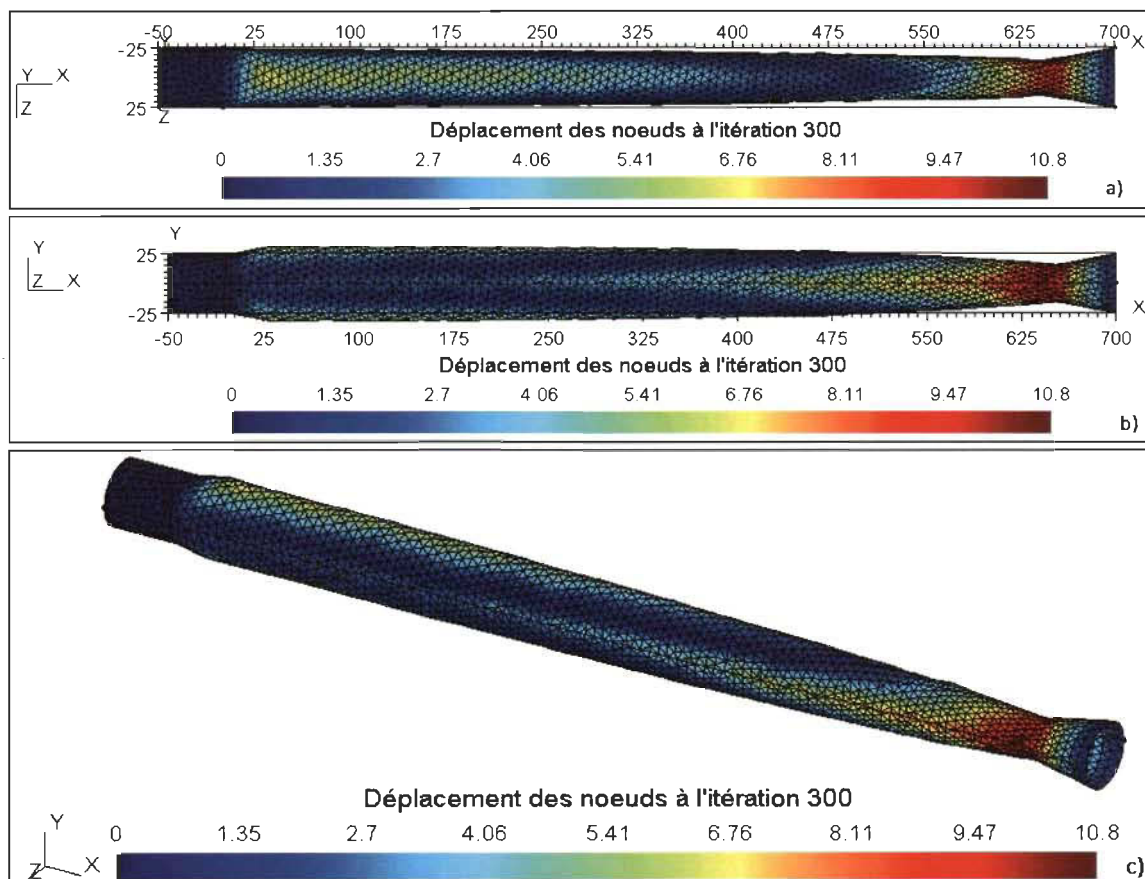 -50 25 100 175 250 325 400 475 550 625 700
Y
-25
X
Y X
Z
25
Z
Déplacement des noeuds à l'itération 300
0 1.35 2.7 4.06 5.41 6.76 8.11 9.47 10.8
a)
Y
Y
25
Z X
-25
X
-50 25 100 175 250 325 400 475 550 625 700
Déplacement des noeuds à l'itération 300
0 1.35 2.7 4.06 5.41 6.76 8.11 9.47 10.8
b)
Déplacement des noeuds à l'itération 300
Y
0 1.35 2.7 4.06 5.41 6.76 8.11 9.47 10.8
Z X
c)